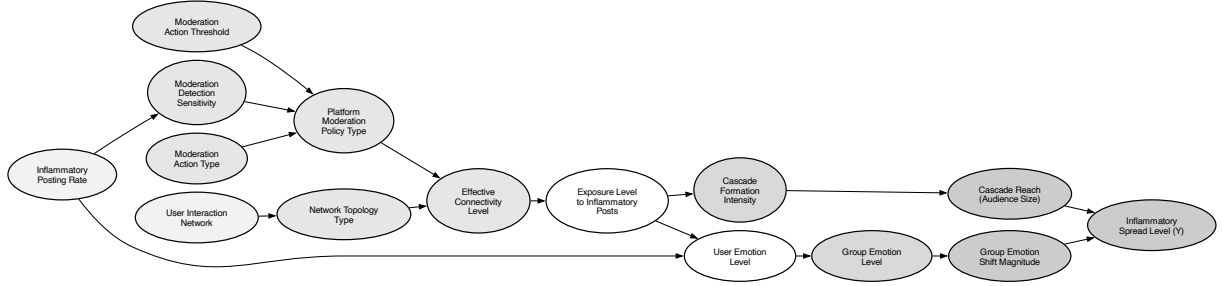 Moderation
Action Threshold
Moderation
Detection
Sensitivity
Platform
Moderation
Policy Type
Moderation
Action Type
Inflammatory
Posting Rate
User Interaction
Network
Network Topology
Type
Effective
Connectivity
Level
Exposure Level
to Inflammatory
Posts
Cascade
Formation
Intensity
Cascade Reach
(Audience Size)
Inflammatory
Spread Level (Y)
User Emotion
Level
Group Emotion
Level
Group Emotion
Shift Magnitude